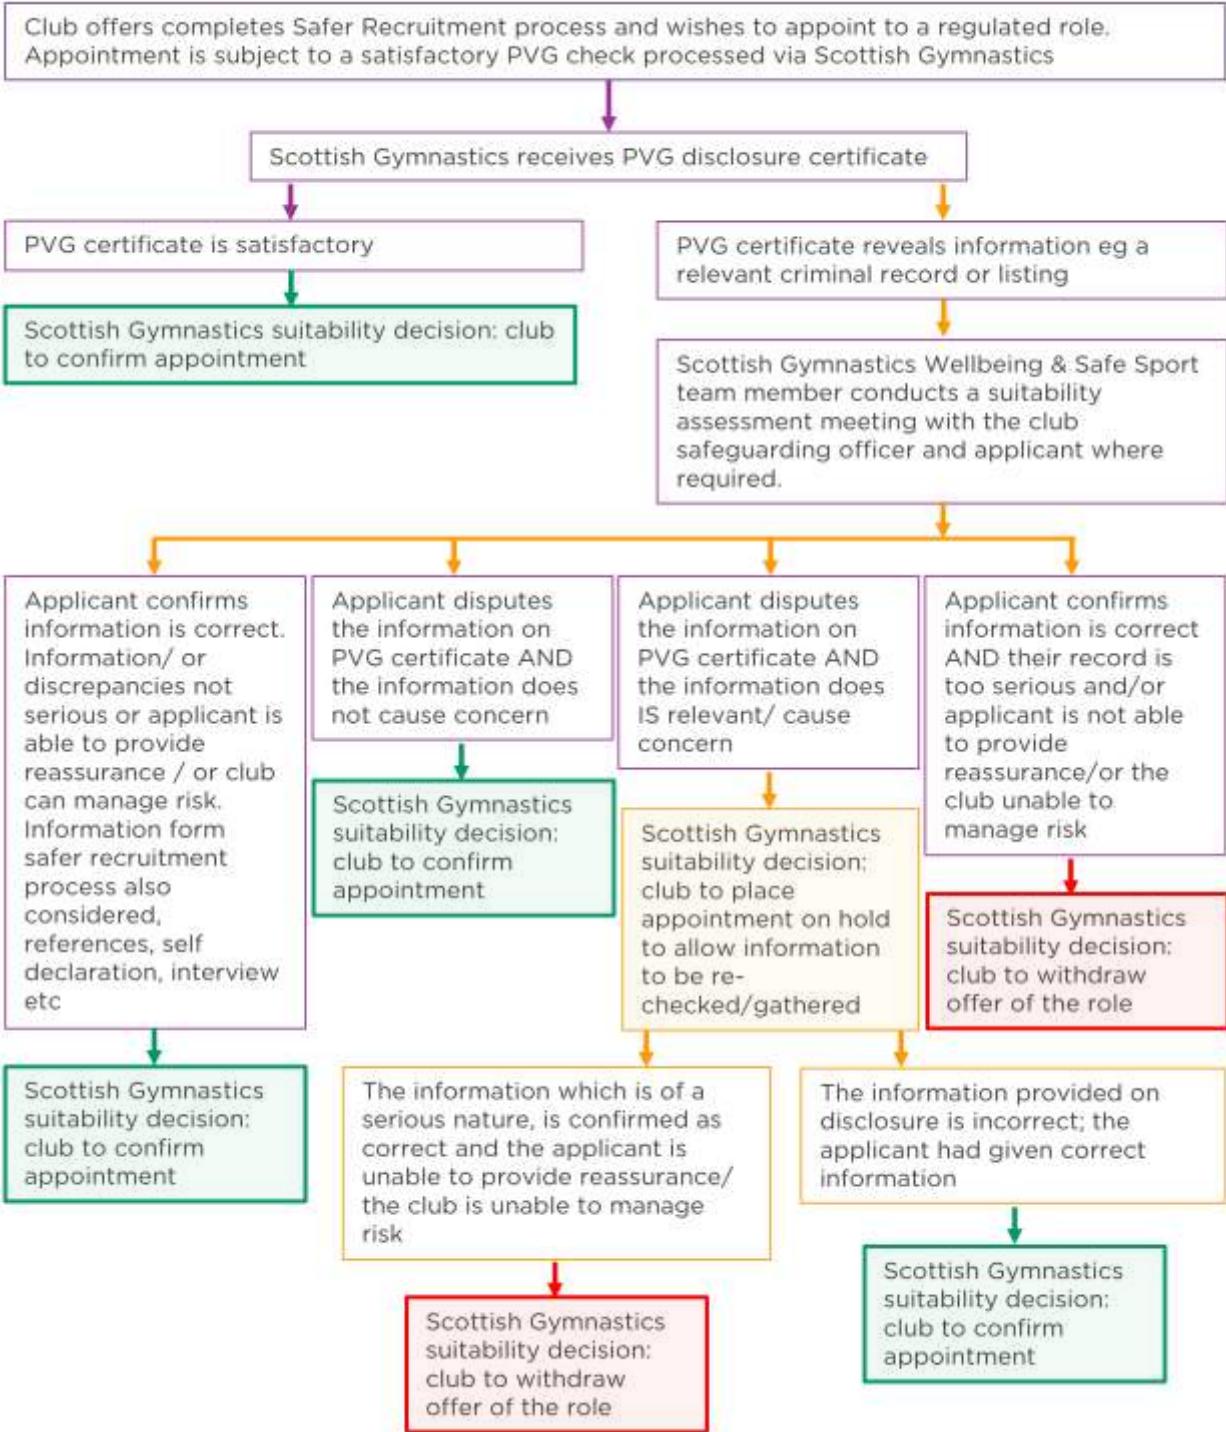 Club offers completes Safer Recruitment process and wishes to appoint to a regulated role.
Appointment is subject to a satisfactory PVG check processed via Scottish Gymnastics
Scottish Gymnastics receives PVG disclosure certificate
PVG certificate is satisfactory
Scottish Gymnastics suitability decision: club
to confirm appointment
PVG certificate reveals information eg a
relevant criminal record or listing
Scottish Gymnastics Wellbeing & Safe Sport
team member conducts a suitability
assessment meeting with the club
safeguarding officer and applicant where
required.
Applicant confirms
information is correct.
Information/ or
discrepancies not
serious or applicant is
able to provide
reassurance / or club
can manage risk.
Information form
safer recruitment
process also
considered,
references, self
declaration, interview
etc
Scottish Gymnastics
suitability decision:
club to confirm
appointment
Applicant disputes
the information on
PVG certificate AND
the information does
not cause concern
Scottish Gymnastics
suitability decision:
club to confirm
appointment
Applicant disputes
the information on
PVG certificate AND
the information does
IS relevant/ cause
concern
Scottish Gymnastics
suitability decision:
club to place
appointment on hold
to allow information
to be re-
checked/gathered
Applicant confirms
information is correct
AND their record is
too serious and/or
applicant is not able
to provide
reassurance/or the
club unable to
manage risk
Scottish Gymnastics
suitability decision:
club to withdraw
offer of the role
The information which is of a
serious nature, is confirmed as
correct and the applicant is
unable to provide reassurance/
the club is unable to manage
risk
Scottish Gymnastics
suitability decision:
club to withdraw
offer of the role
The information provided on
disclosure is incorrect; the
applicant had given correct
information
Scottish Gymnastics
suitability decision:
club to confirm
appointment